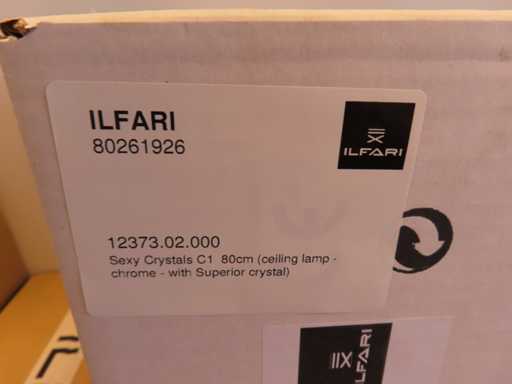 ILFARI
80261926
ILFARI
12373.02.000
Sexy Crystals C1 80cm (ceiling lamp -
chrome - with Superior crystal)
ILFARI